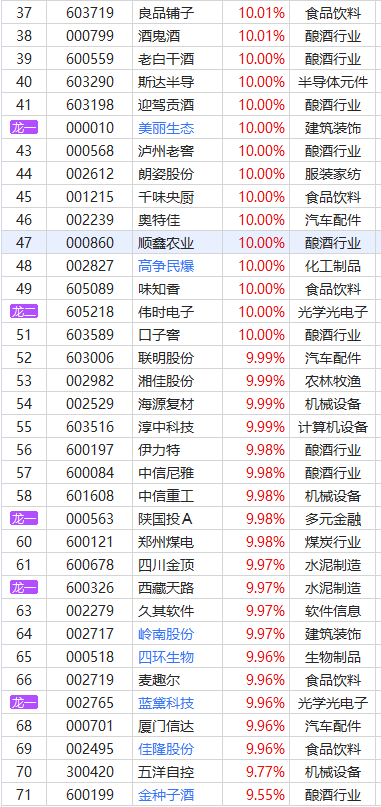 37 603719 良品铺子 10.01% 食品饮料
38 000799 酒鬼酒 10.01% 酿酒行业
39 600559 老白干酒 10.00% 酿酒行业
40 603290 斯达半导 10.00% 半导体元件
41 603198 迎驾贡酒 10.00% 酿酒行业
龙一 000010 美丽生态 10.00% 建筑装饰
43 000568 泸州老窖 10.00% 酿酒行业
44 002612 朗姿股份 10.00% 服装家纺
45 001215 千味央厨 10.00% 食品饮料
46 002239 奥特佳 10.00% 汽车配件
47 000860 顺鑫农业 10.00% 酿酒行业
48 002827 高争民爆 10.00% 化工制品
49 605089 味知香 10.00% 食品饮料
龙二 605218 伟时电子 10.00% 光学光电子
51 603589 口子窖 10.00% 酿酒行业
52 603006 联明股份 9.99% 汽车配件
53 002982 湘佳股份 9.99% 农林牧渔
54 002529 海源复材 9.99% 机械设备
55 603516 淳中科技 9.99% 计算机设备
56 600197 伊力特 9.98% 酿酒行业
57 600084 中信尼雅 9.98% 酿酒行业
58 601608 中信重工 9.98% 机械设备
龙一 000563 陕国投Ａ 9.98% 多元金融
60 600121 郑州煤电 9.98% 煤炭行业
61 600678 四川金顶 9.97% 水泥制造
龙一 600326 西藏天路 9.97% 水泥制造
63 002279 久其软件 9.97% 软件信息
64 002717 岭南股份 9.97% 建筑装饰
65 000518 四环生物 9.96% 生物制品
66 002719 麦趣尔 9.96% 食品饮料
龙一 002765 蓝黛科技 9.96% 光学光电子
68 000701 厦门信达 9.96% 汽车配件
69 002495 佳隆股份 9.96% 食品饮料
70 300420 五洋自控 9.77% 机械设备
71 600199 金种子酒 9.55% 酿酒行业